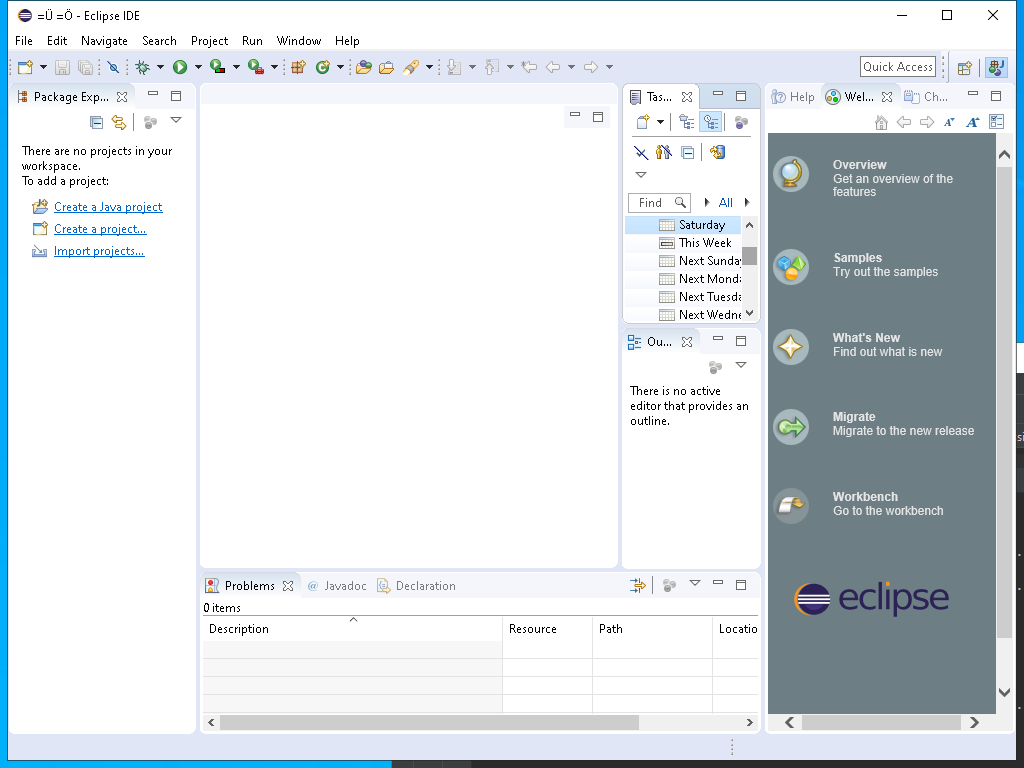 =Ü =Ö - Eclipse IDE
File Edit Navigate Search Project Run Window Help
Quick Access
Package Exp...
There are no projects in your
workspace.
To add a project:
Create a Java project
Create a project...
Import projects...
Tas...
Find
All
Saturday
This Week
Next Sunday
Next Monda
Next Tuesda
Next Wedne
Ou...
There is no active
editor that provides an
outline.
Help Wel... Ch...
Overview
Get an overview of the
features
Samples
Try out the samples
What's New
Find out what is new
Migrate
Migrate to the new release
Workbench
Go to the workbench
eclipse
Problems @ Javadoc Declaration
0 items
Description Resource Path Locatio